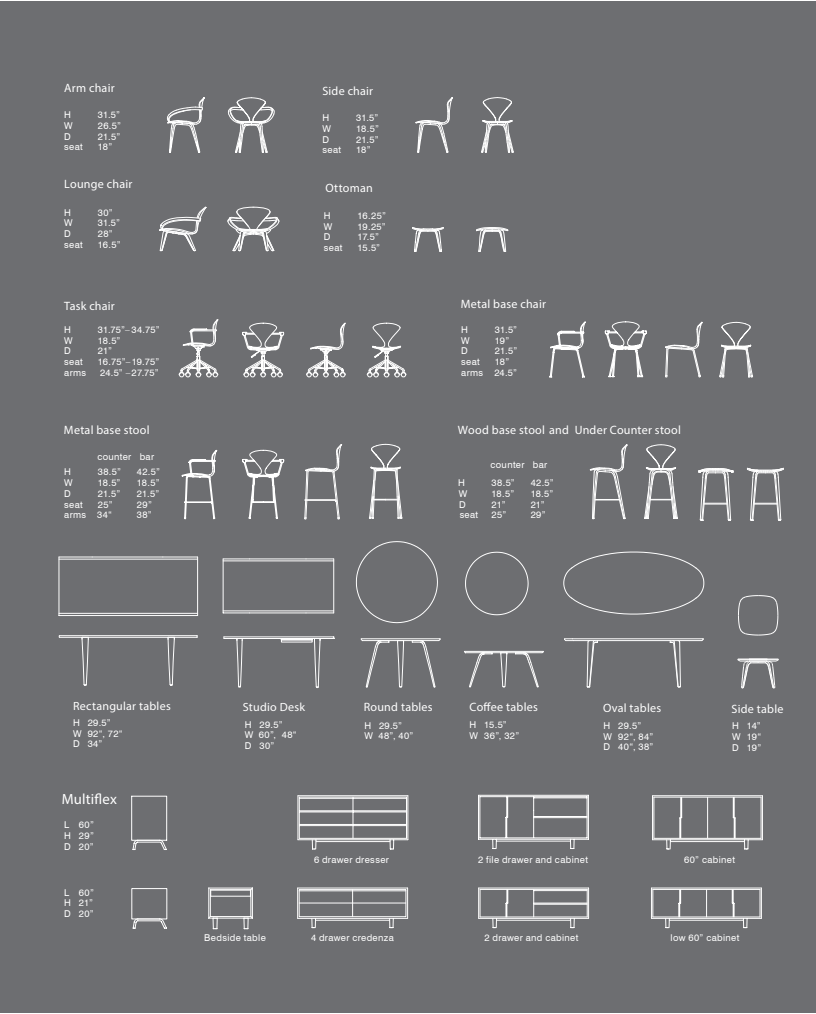 Arm chair
H 31.5"
W 26.5"
D 21.5"
seat 18"
Side chair
H 31.5"
W 18.5"
D 21.5"
seat 18"
Lounge chair
H 30"
W 31.5"
D 28"
seat 16.5"
Ottoman
H 16.25"
W 19.25"
D 17.5"
seat 15.5"
Task chair
H 31.75"–34.75"
W 18.5"
D 21"
seat 16.75"–19.75"
arms 24.5" –27.75"
Metal base chair
H 31.5"
W 19"
D 21.5"
seat 18"
arms 24.5"
Metal base stool
counter bar
H 38.5" 42.5"
W 18.5" 18.5"
D 21.5" 21.5"
seat 25" 29"
arms 34" 38"
Wood base stool and Under Counter stool
counter bar
H 38.5" 42.5"
W 18.5" 18.5"
D 21" 21"
seat 25" 29"
Rectangular tables
H 29.5"
W 92", 72"
D 34"
Studio Desk
H 29.5"
W 60", 48"
D 30"
Round tables
H 29.5"
W 48", 40"
Coffee tables
H 15.5"
W 36", 32"
Oval tables
H 29.5"
W 92", 84"
D 40", 38"
Side table
H 14"
W 19"
D 19"
Multiflex
L 60"
H 29"
D 20"
6 drawer dresser
2 file drawer and cabinet
60" cabinet
L 60"
H 21"
D 20"
Bedside table
4 drawer credenza
2 drawer and cabinet
low 60" cabinet